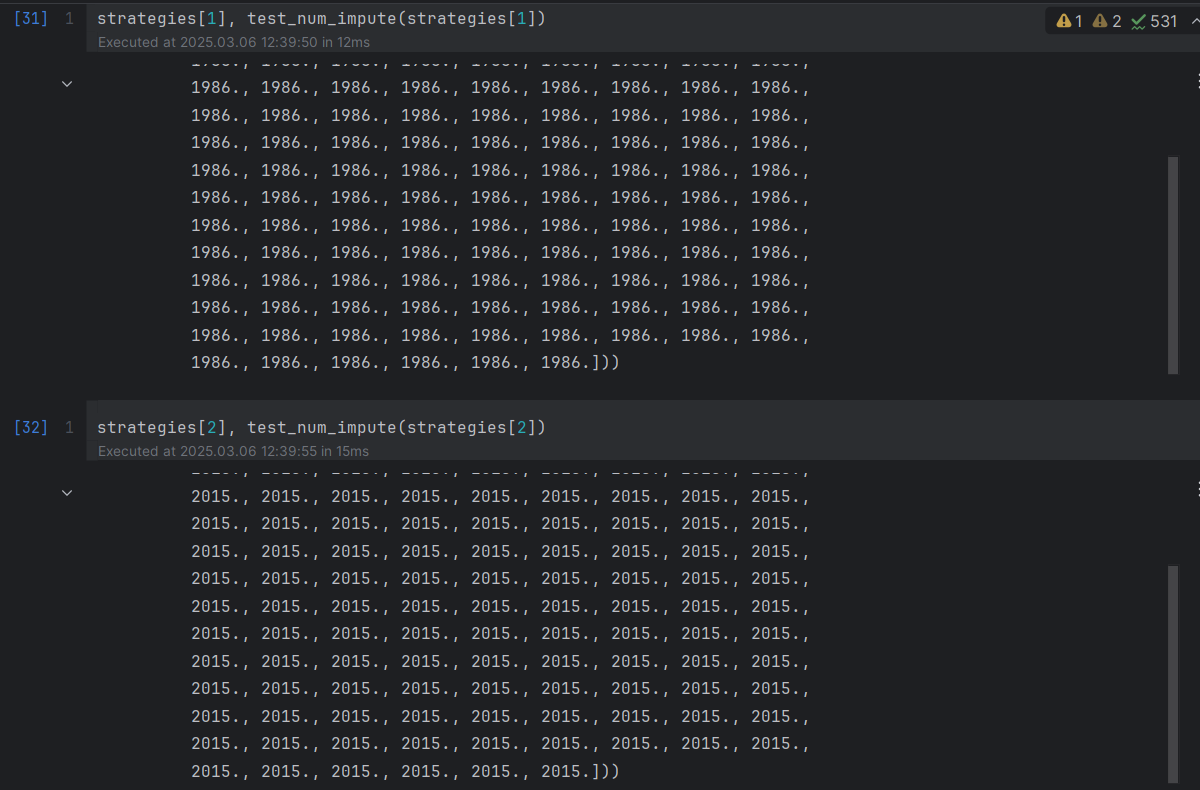 [31] 1 strategies[1], test_num_impute(strategies[1])
1 2 531
Executed at 2025.03.06 12:39:50 in 12ms
1986., 1986., 1986., 1986., 1986., 1986., 1986., 1986., 1986.,
1986., 1986., 1986., 1986., 1986., 1986., 1986., 1986., 1986.,
1986., 1986., 1986., 1986., 1986., 1986., 1986., 1986., 1986.,
1986., 1986., 1986., 1986., 1986., 1986., 1986., 1986., 1986.,
1986., 1986., 1986., 1986., 1986., 1986., 1986., 1986., 1986.,
1986., 1986., 1986., 1986., 1986., 1986., 1986., 1986., 1986.,
1986., 1986., 1986., 1986., 1986., 1986., 1986., 1986., 1986.,
1986., 1986., 1986., 1986., 1986., 1986., 1986., 1986., 1986.,
1986., 1986., 1986., 1986., 1986., 1986., 1986., 1986., 1986.,
1986., 1986., 1986., 1986., 1986., 1986., 1986., 1986., 1986.,
1986., 1986., 1986., 1986., 1986., 1986.]))
[32] 1 strategies[2], test_num_impute(strategies[2])
Executed at 2025.03.06 12:39:55 in 15ms
2015., 2015., 2015., 2015., 2015., 2015., 2015., 2015., 2015.,
2015., 2015., 2015., 2015., 2015., 2015., 2015., 2015., 2015.,
2015., 2015., 2015., 2015., 2015., 2015., 2015., 2015., 2015.,
2015., 2015., 2015., 2015., 2015., 2015., 2015., 2015., 2015.,
2015., 2015., 2015., 2015., 2015., 2015., 2015., 2015., 2015.,
2015., 2015., 2015., 2015., 2015., 2015., 2015., 2015., 2015.,
2015., 2015., 2015., 2015., 2015., 2015., 2015., 2015., 2015.,
2015., 2015., 2015., 2015., 2015., 2015., 2015., 2015., 2015.,
2015., 2015., 2015., 2015., 2015., 2015., 2015., 2015., 2015.,
2015., 2015., 2015., 2015., 2015., 2015., 2015., 2015., 2015.,
2015., 2015., 2015., 2015., 2015., 2015.]))